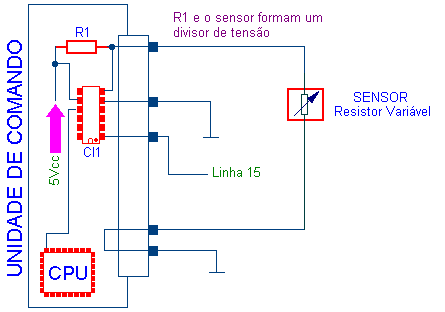 R1 e o sensor formam um
divisor de tensão
R1
SENSOR
Resistor Variável
UNIDADE DE COMANDO
5Vcc
CI1
Linha 15
CPU